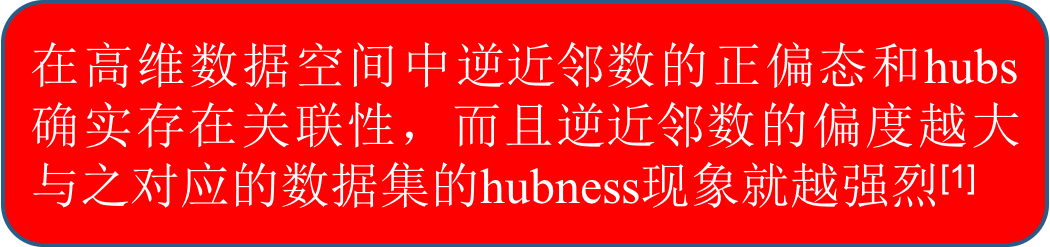 在高维数据空间中逆近邻数的正偏态和hubs
确实存在关联性，而且逆近邻数的偏度越大
与之对应的数据集的hubness现象就越强烈[1]